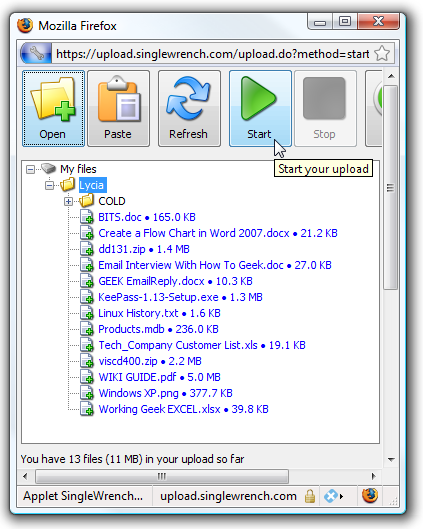 Mozilla Firefox
https://upload.singlewrench.com/upload.do?method=start
Open Paste Refresh Start Stop
Start your upload
My files
Lycia
COLD
BITS.doc • 165.0 KB
Create a Flow Chart in Word 2007.docx • 21.2 KB
dd131.zip • 1.4 MB
Email Interview With How To Geek.doc • 27.0 KB
GEEK EmailReply.docx • 10.3 KB
KeePass-1.13-Setup.exe • 1.3 MB
Linux History.txt • 1.6 KB
Products.mdb • 236.0 KB
Tech_Company Customer List.xls • 19.1 KB
viscd400.zip • 2.2 MB
WIKI GUIDE.pdf • 5.0 MB
Windows XP.png • 377.7 KB
Working Geek EXCEL.xlsx • 39.8 KB
You have 13 files (11 MB) in your upload so far
Applet SingleWrench... upload.singlewrench.com